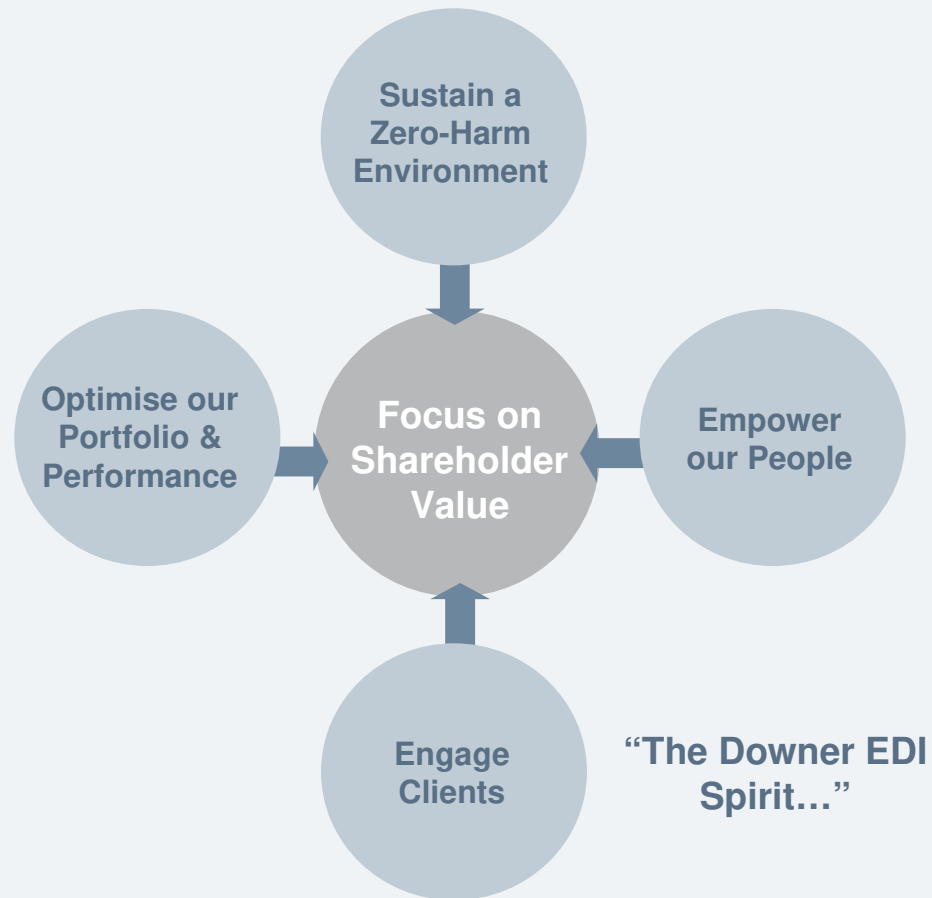 Sustain a
Zero-Harm
Environment
Optimise our
Portfolio &
Performance
Focus on
Shareholder
Value
Empower
our People
Engage
Clients
“The Downer EDI
Spirit…”